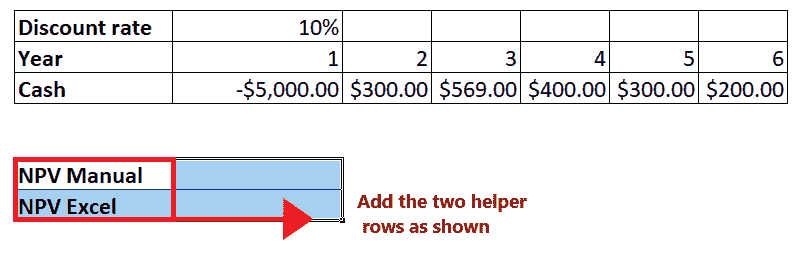 Discount rate 10%
Year 1 2 3 4 5 6
Cash -$5,000.00 $300.00 $569.00 $400.00 $300.00 $200.00
NPV Manual
NPV Excel
Add the two helper
rows as shown